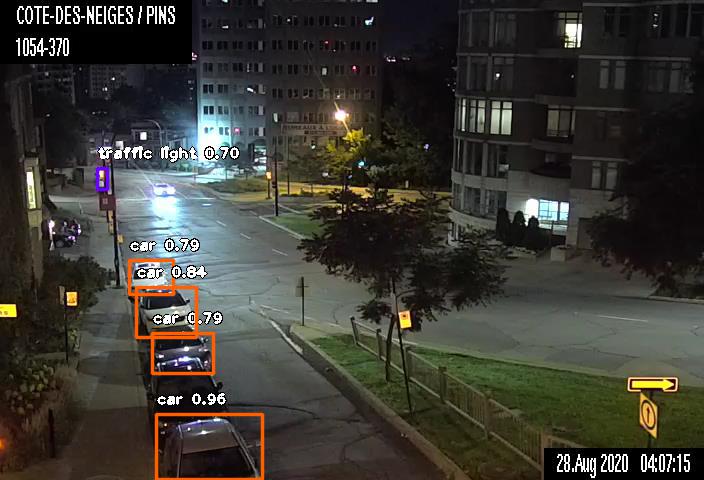 COTE-DES-NEIGES / PINS
1054-370
traffic light 0.70
car 0.79
car 0.84
car 0.79
car 0.96
28.Aug 2020 04:07:15